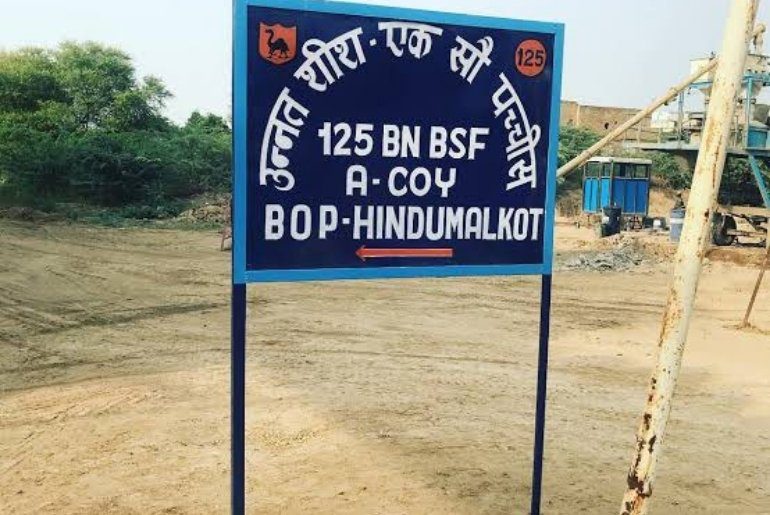 उन्नत शीश - एक सौ पच्चीस
125
125 BN BSF
A - COY
BOP - HINDUMALKOT